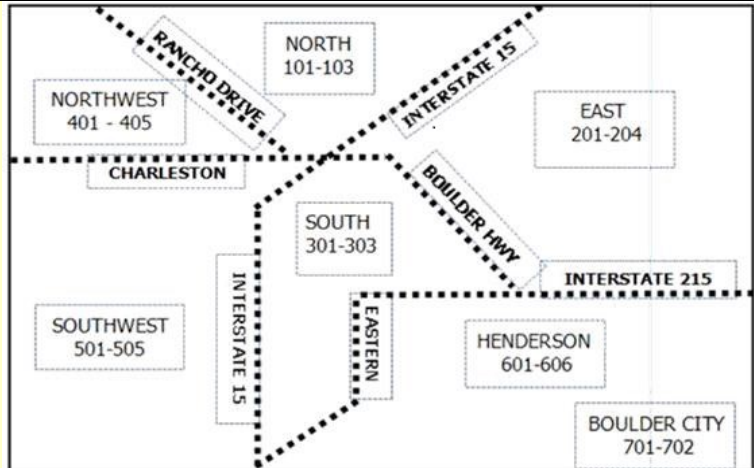 NORTH
101-103
RANCHO DRIVE
INTERSTATE 15
NORTHWEST
401 - 405
EAST
201-204
CHARLESTON
BOULDER HWY
SOUTH
301-303
INTERSTATE 215
INTERSTATE 15
EASTERN
SOUTHWEST
501-505
HENDERSON
601-606
BOULDER CITY
701-702